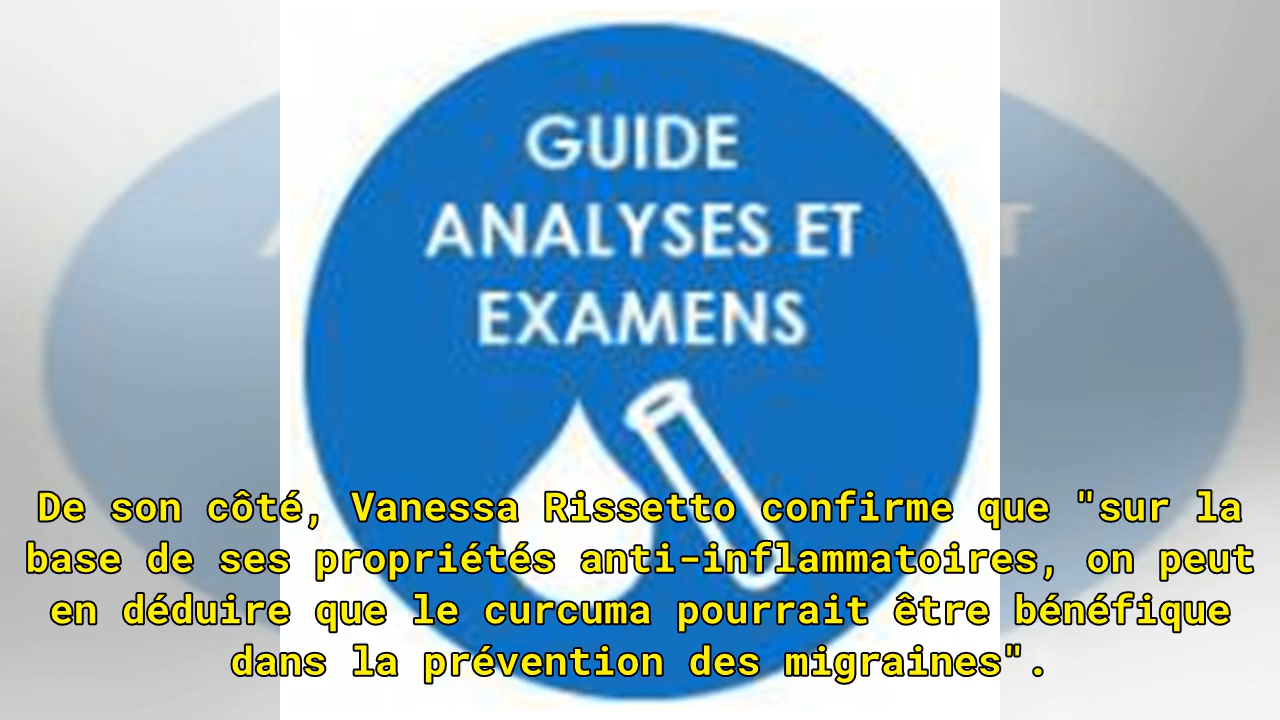 GUIDE
ANALYSES ET
EXAMENS
De son côté, Vanessa Rissetto confirme que "sur la
base de ses propriétés anti-inflammatoires, on peut
en déduire que le curcuma pourrait être bénéfique
dans la prévention des migraines".